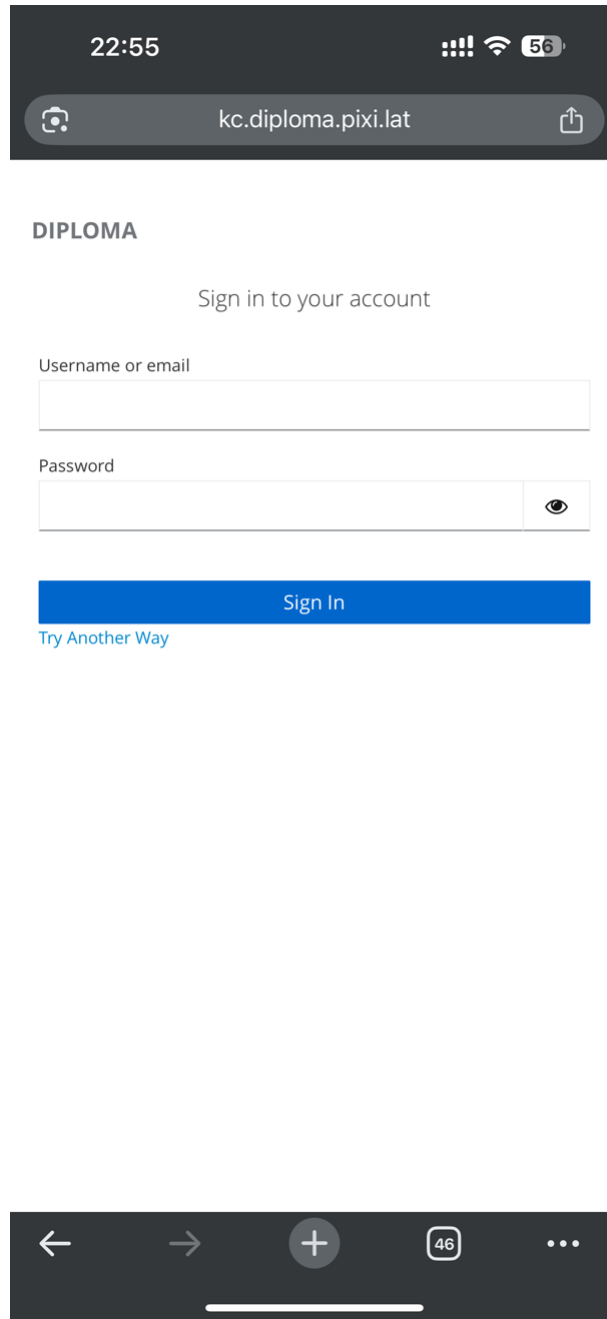 22:55
56
kc.diploma.pixi.lat
DIPLOMA
Sign in to your account
Username or email
Password
Sign In
Try Another Way
46